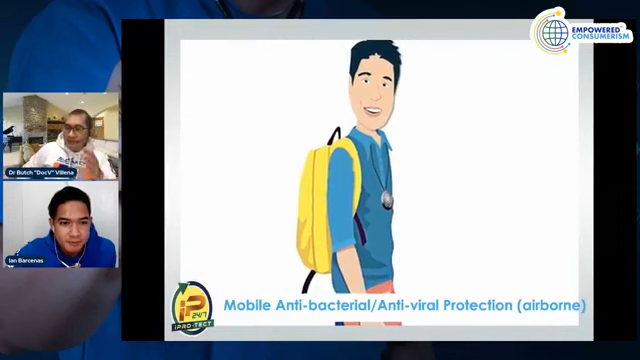 EMPOWERED
CONSUMERISM
Dr Butch "DocV" Villena
Ian Barcenas
iP
24/7
IPRO-TECT
Mobile Anti-bacterial/Anti-viral Protection (airborne)